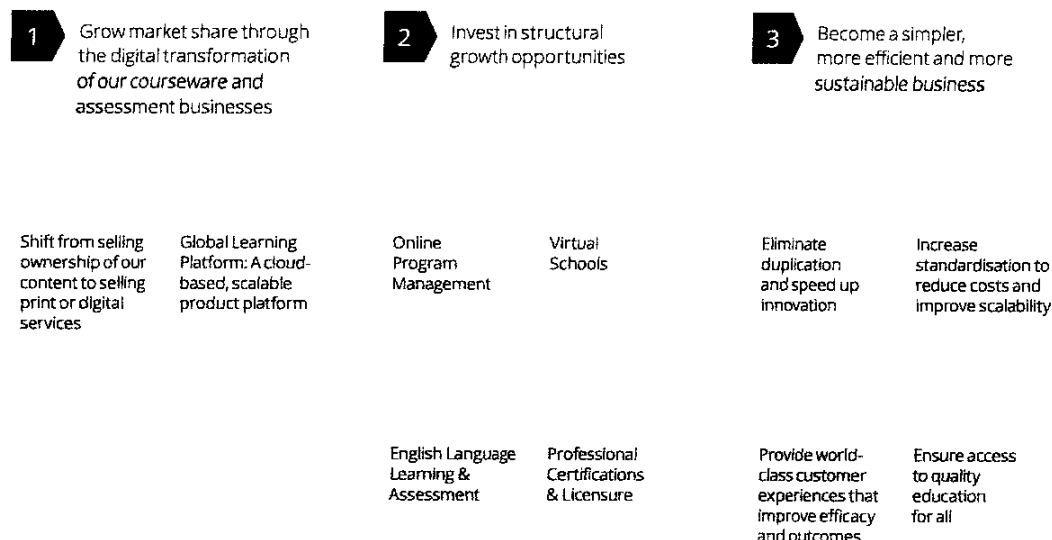 1
Grow market share through
the digital transformation
of our courseware and
assessment businesses
2
Invest in structural
growth opportunities
3
Become a simpler,
more efficient and more
sustainable business
Shift from selling
ownership of our
content to selling
print or digital
services
Global Learning
Platform: A cloud-
based, scalable
product platform
Online
Program
Management
Virtual
Schools
Eliminate
duplication
and speed up
innovation
Increase
standardisation to
reduce costs and
improve scalability
English Language
Learning &
Assessment
Professional
Certifications
& Licensure
Provide world-
class customer
experiences that
improve efficacy
and outcomes
Ensure access
to quality
education
for all